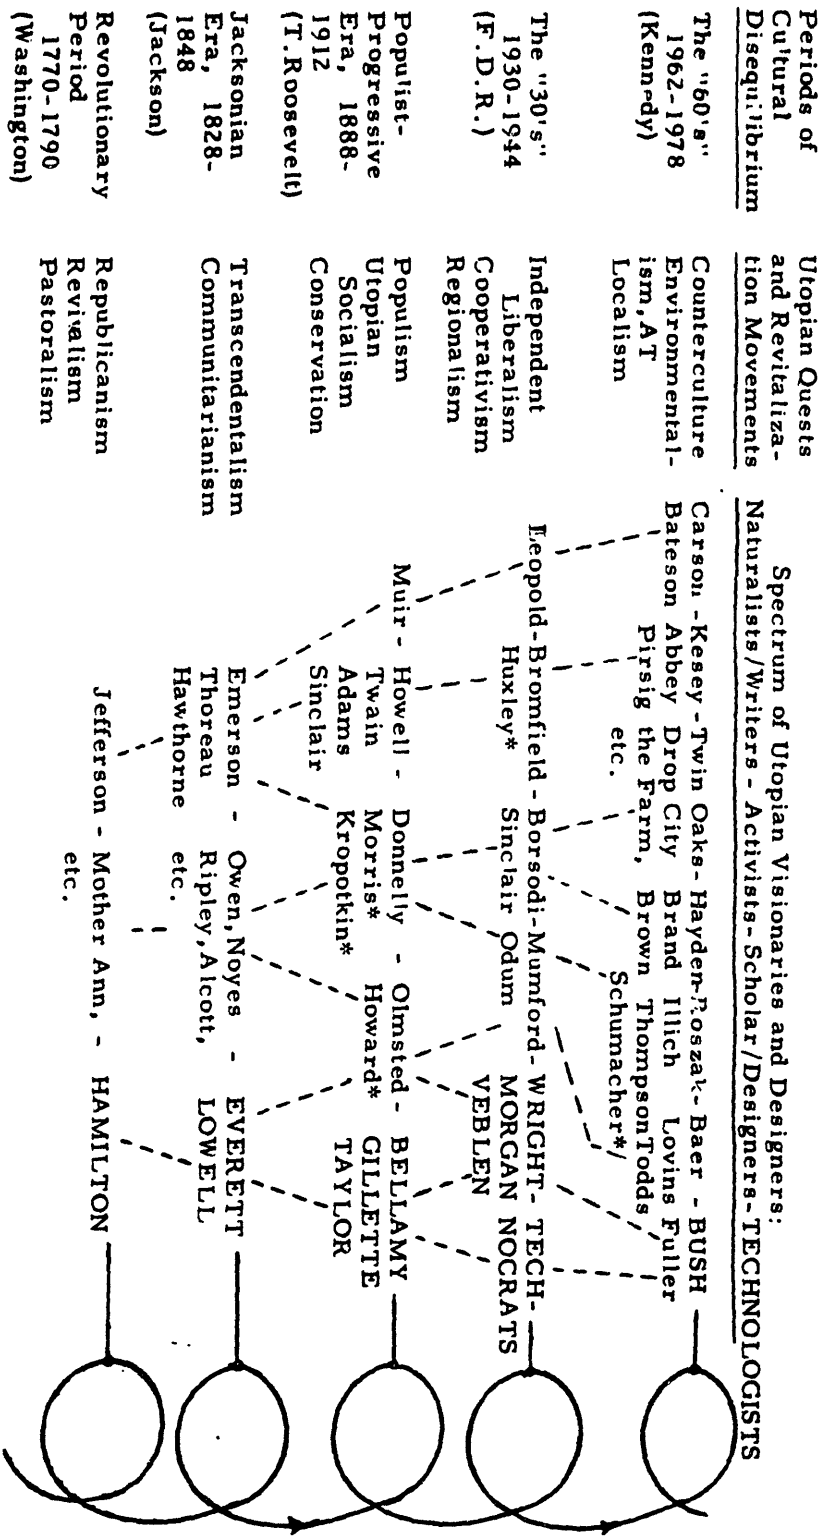 Periods of
Cultural
Disequilibrium
Utopian Quests
and Revitaliza-
tion Movements
Spectrum of Utopian Visionaries and Designers:
Naturalists/Writers - Activists - Scholar/Designers - TECHNOLOGISTS
The "60's"
1962-1978
(Kennedy)
Counterculture
Environmental-
ism, AT
Localism
Carson - Kesey - Twin Oaks - Hayden-Roszak - Baer - BUSH
Bateson Abbey Drop City Brand Illich Lovins Fuller
Pirsig the Farm, Brown Thompson Todds
etc. Schumacher*
The "30's"
1930-1944
(F.D.R.)
Independent
Liberalism
Cooperativism
Regionalism
Leopold-Bromfield - Borsodi-Mumford- WRIGHT- TECH-
Huxley* Sinclair Odum MORGAN NOCRATS
VEBLEN
Populist-
Progressive
Era, 1888-
1912
(T. Roosevelt)
Populism
Utopian
Socialism
Conservation
Muir - Howell - Donnelly - Olmsted - BELLAMY
Twain Morris* Howard* GILLETTE
Adams Kropotkin* TAYLOR
Sinclair
Jacksonian
Era, 1828-
1848
(Jackson)
Transcendentalism
Communitarianism
Emerson - Owen, Noyes - EVERETT
Thoreau Ripley, Alcott, LOWELL
Hawthorne etc.
Revolutionary
Period
1770-1790
(Washington)
Republicanism
Revivalism
Pastoralism
Jefferson - Mother Ann, - HAMILTON
etc.